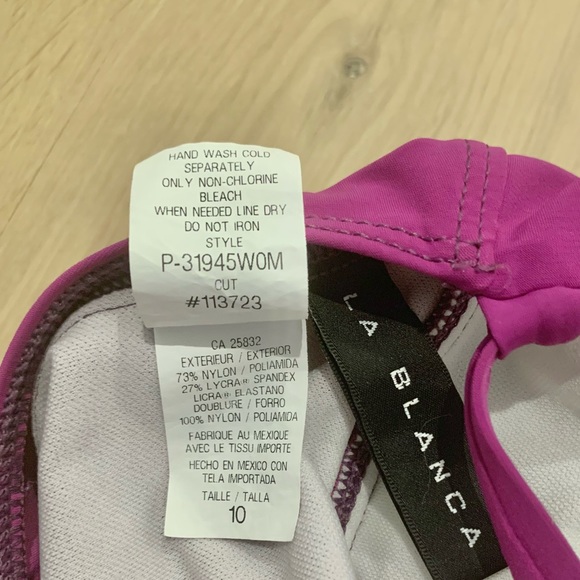 HAND WASH COLD
SEPARATELY
ONLY NON-CHLORINE
BLEACH
WHEN NEEDED LINE DRY
DO NOT IRON
STYLE
P-31945WOM
CUT
#113723
CA 25832
EXTERIEUR / EXTERIOR
73% NYLON / POLIAMIDA
27% LYCRA® SPANDEX
LICRA® ELASTANO
DOUBLURE / FORRO
100% NYLON / POLIAMIDA
FABRIQUE AU MEXIQUE
AVEC LE TISSU IMPORTE
HECHO EN MEXICO CON
TELA IMPORTADA
TAILLE / TALLA
10
LA BLANCA